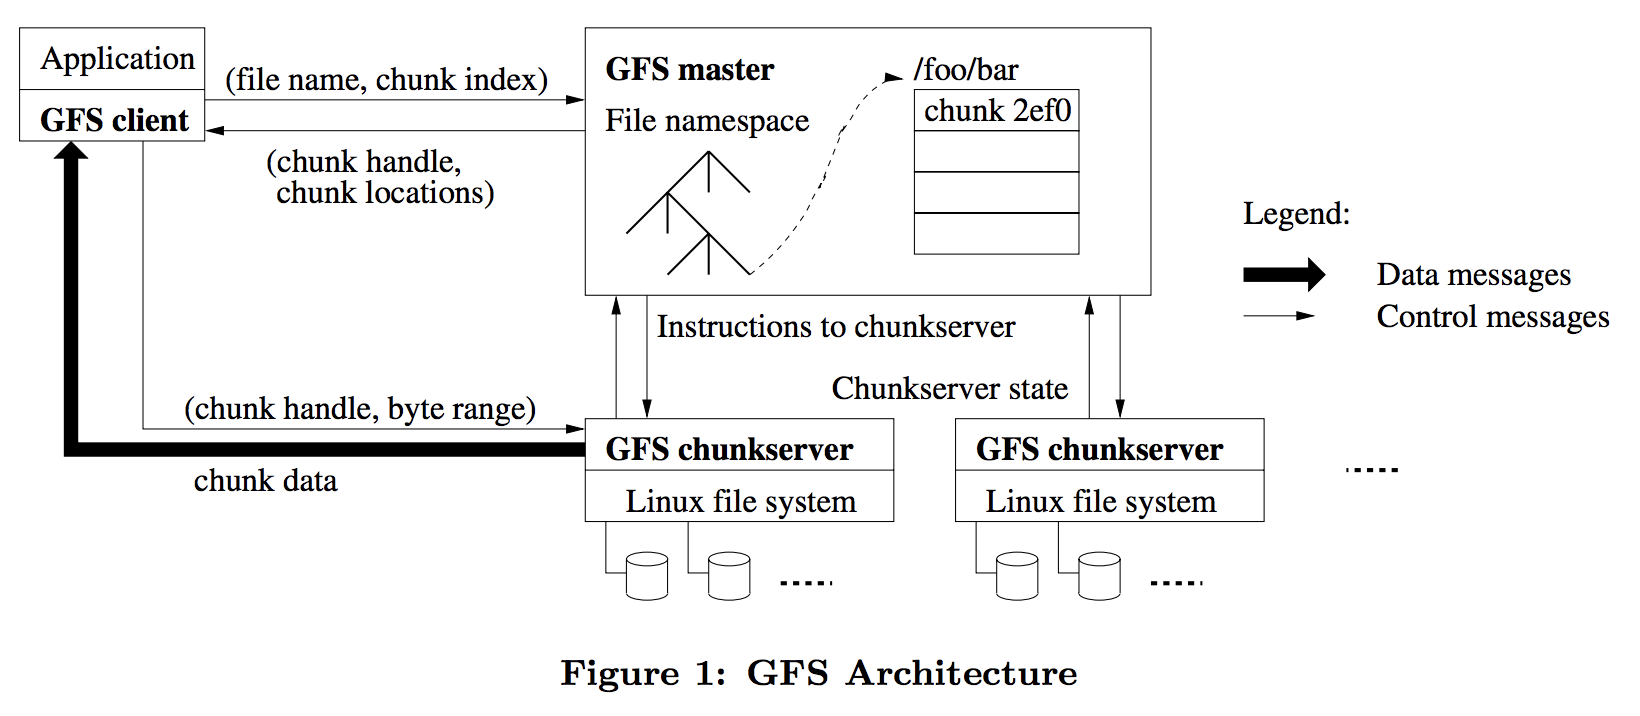 Application
GFS client
(file name, chunk index)
(chunk handle,
chunk locations)
GFS master
File namespace
/foo/bar
chunk 2ef0
Legend:
Data messages
Control messages
Instructions to chunkserver
Chunkserver state
(chunk handle, byte range)
chunk data
GFS chunkserver
Linux file system
GFS chunkserver
Linux file system
Figure 1: GFS Architecture